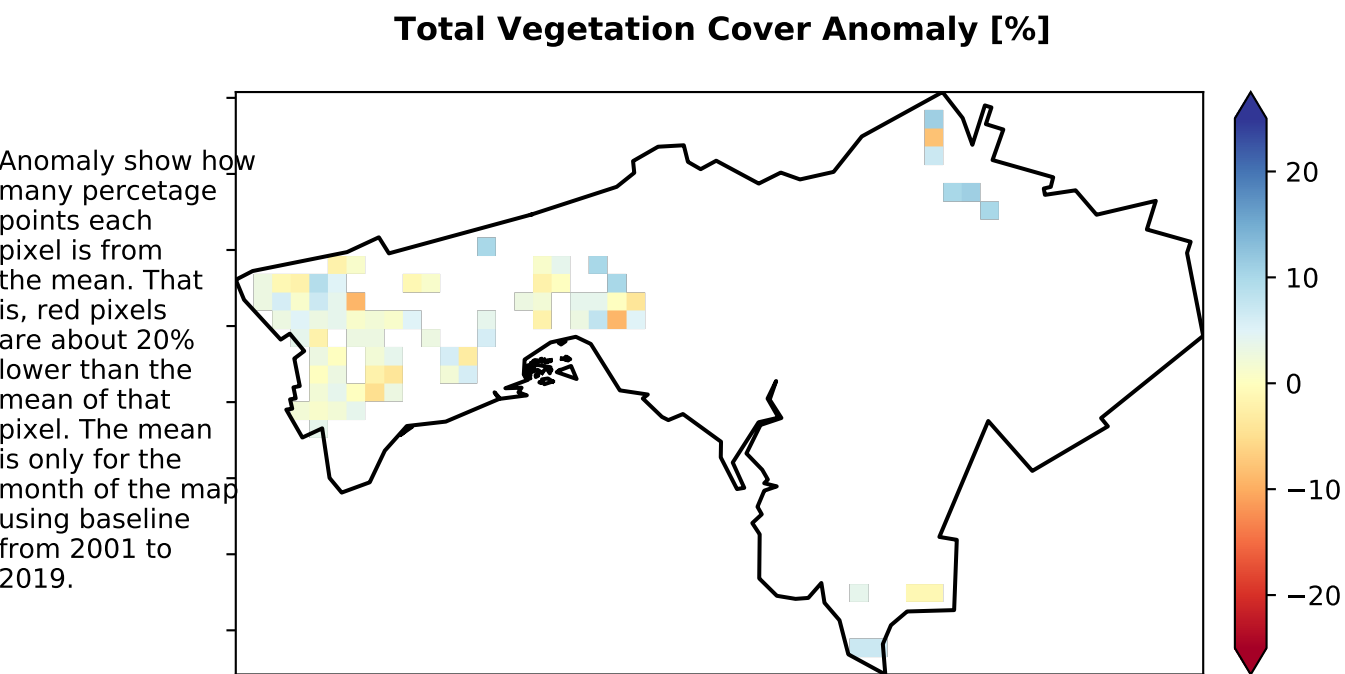 Total Vegetation Cover Anomaly [%]
Anomaly show how
many percetage
points each
pixel is from
the mean. That
is, red pixels
are about 20%
lower than the
mean of that
pixel. The mean
is only for the
month of the map
using baseline
from 2001 to
2019.
20
10
0
−10
−20